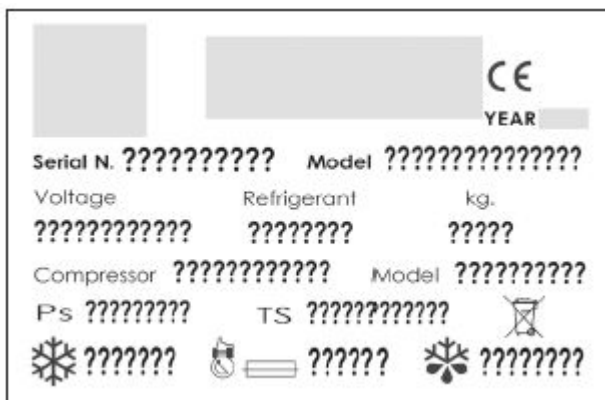 CE
YEAR
Serial N. ?????????? Model ???????????????
Voltage Refrigerant kg.
???????????? ???????? ?????
Compressor ???????????? Model ??????????
Ps ????????? TS ?????????????
??????? ?????? ????????